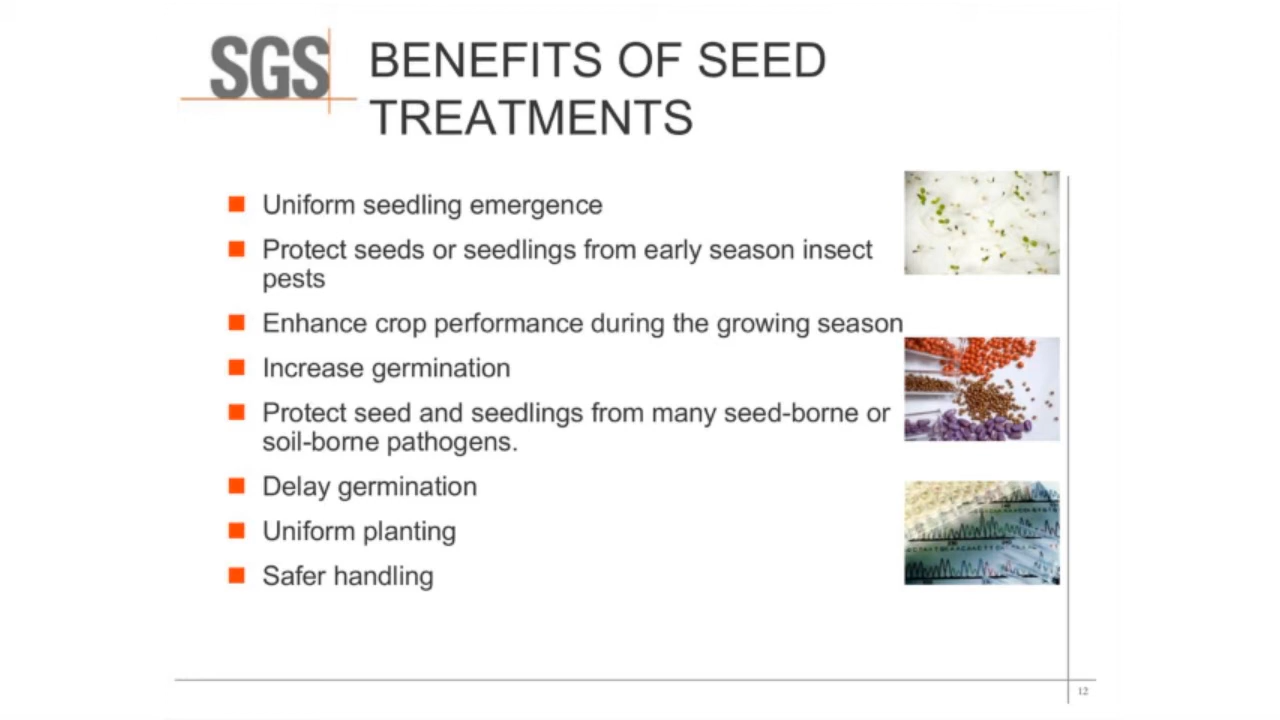 SGS
BENEFITS OF SEED
TREATMENTS
Uniform seedling emergence
Protect seeds or seedlings from early season insect
pests
Enhance crop performance during the growing season
Increase germination
Protect seed and seedlings from many seed-borne or
soil-borne pathogens.
Delay germination
Uniform planting
Safer handling
12